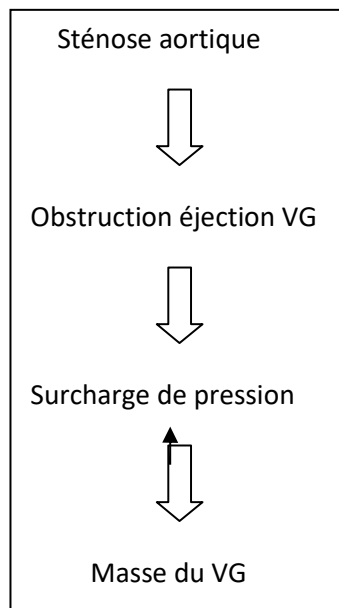 Sténose aortique
Obstruction éjection VG
Surcharge de pression
Masse du VG